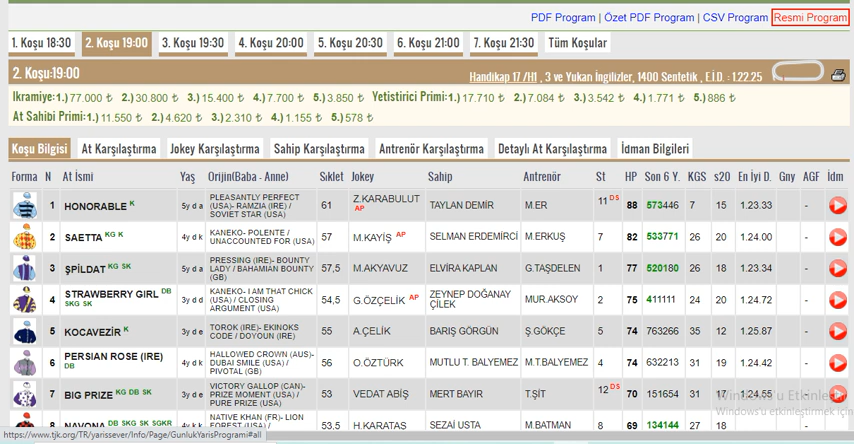 PDF Program | Özet PDF Program | CSV Program | Resmi Program
1. Koşu 18:30 2. Koşu 19:00 3. Koşu 19:30 4. Koşu 20:00 5. Koşu 20:30 6. Koşu 21:00 7. Koşu 21:30 Tüm Koşular
2. Koşu:19:00 Handikap 17 /H1 , 3 ve Yukarı İngilizler, 1400 Sentetik , E.İ.D. : 1.22.25
Ikramiye:1.) 77.000 ₺ 2.) 30.800 ₺ 3.) 15.400 ₺ 4.) 7.700 ₺ 5.) 3.850 ₺ Yetistirici Primi:1.) 17.710 ₺ 2.) 7.084 ₺ 3.) 3.542 ₺ 4.) 1.771 ₺ 5.) 886 ₺
At Sahibi Primi:1.) 11.550 ₺ 2.) 4.620 ₺ 3.) 2.310 ₺ 4.) 1.155 ₺ 5.) 578 ₺
Koşu Bilgisi At Karşılaştırma Jokey Karşılaştırma Sahip Karşılaştırma Antrenör Karşılaştırma Detaylı At Karşılaştırma İdman Bilgileri
Forma N At İsmi Yaş Orijin(Baba - Anne) Sıklet Jokey Sahip Antrenör St HP Son 6 Y. KGS s20 En İyi D. Gny AGF İdm
1 HONORABLE K 5y d a PLEASANTLY PERFECT (USA)- RAMZIA (IRE) / SOVIET STAR (USA) 61 Z.KARABULUT AP TAYLAN DEMİR M.ER 11 DS 88 573446 7 15 1.23.33 -
2 SAETTA KG K 4y d k KANEKO- POLENTE / UNACCOUNTED FOR (USA) 57 M.KAYİŞ AP SELMAN ERDEMİRCİ M.ERKUŞ 7 82 533771 26 20 1.24.00 -
3 ŞPİLDAT KG SK 5y d a PRESSING (IRE)- BOUNTY LADY / BAHAMIAN BOUNTY (GB) 57,5 M.AKYAVUZ ELVİRA KAPLAN G.TAŞDELEN 1 77 520180 26 18 1.23.34 -
4 STRAWBERRY GIRL DB SKG SK 3y d d KANEKO- I AM THAT CHICK (USA) / CLOSING ARGUMENT (USA) 54,5 G.ÖZÇELİK AP ZEYNEP DOĞANAY ÇİLEK MUR.AKSOY 2 75 411111 24 20 1.24.72 -
5 KOCAVEZİR K 3y d e TOROK (IRE)- EKINOKS CODE / DOYOUN (IRE) 55 A.ÇELİK BARIŞ GÖRGÜN Ş.GÖKÇE 5 74 763266 35 12 1.25.87 -
6 PERSIAN ROSE (IRE) DB 4y d k HALLOWED CROWN (AUS)- DUBAI SMILE (USA) / PIVOTAL (GB) 56 O.ÖZTÜRK MUTLU T. BALYEMEZ M.T.BALYEMEZ 4 74 632213 31 19 1.24.42 -
7 BIG PRIZE KG DB SK 3y d e VICTORY GALLOP (CAN)- PRIZE MOMENT (USA) / PURE PRIZE (USA) 53 VEDAT ABİŞ MERT BAYIR T.ŞİT 12 DS 70 151654 31 17 1.24.55 -
8 NAVONA DB SKG SK SGKR 4y d k NATIVE KHAN (FR)- LION FOREST (USA) / 53,5 H.KARATAŞ SEZAI USTA M.BATMAN 8 69 134144 27 18
Windows'u Etkinleştir
Windows'u etkinleştirmek için
https://www.tjk.org/TR/yarissever/Info/Page/GunlukYarisProgrami#all